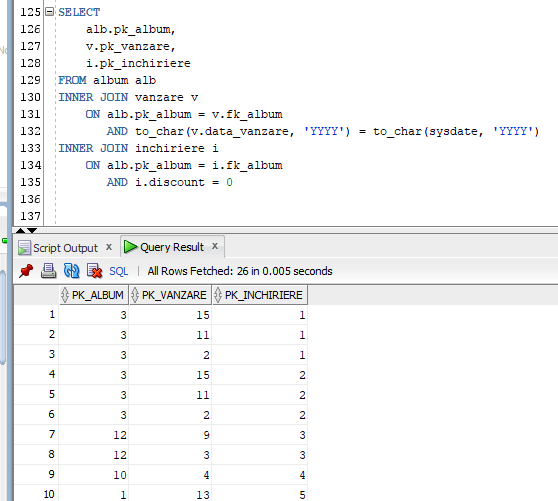 125 SELECT
126 alb.pk_album,
127 v.pk_vanzare,
128 i.pk_inchiriere
129 FROM album alb
130 INNER JOIN vanzare v
131 ON alb.pk_album = v.fk_album
132 AND to_char(v.data_vanzare, 'YYYY') = to_char(sysdate, 'YYYY')
133 INNER JOIN inchiriere i
134 ON alb.pk_album = i.fk_album
135 AND i.discount = 0
136
137
Script Output x Query Result x
SQL | All Rows Fetched: 26 in 0.005 seconds
PK_ALBUM PK_VANZARE PK_INCHIRIERE
1 3 15 1
2 3 11 1
3 3 2 1
4 3 15 2
5 3 11 2
6 3 2 2
7 12 9 3
8 12 3 3
9 10 4 4
10 1 13 5